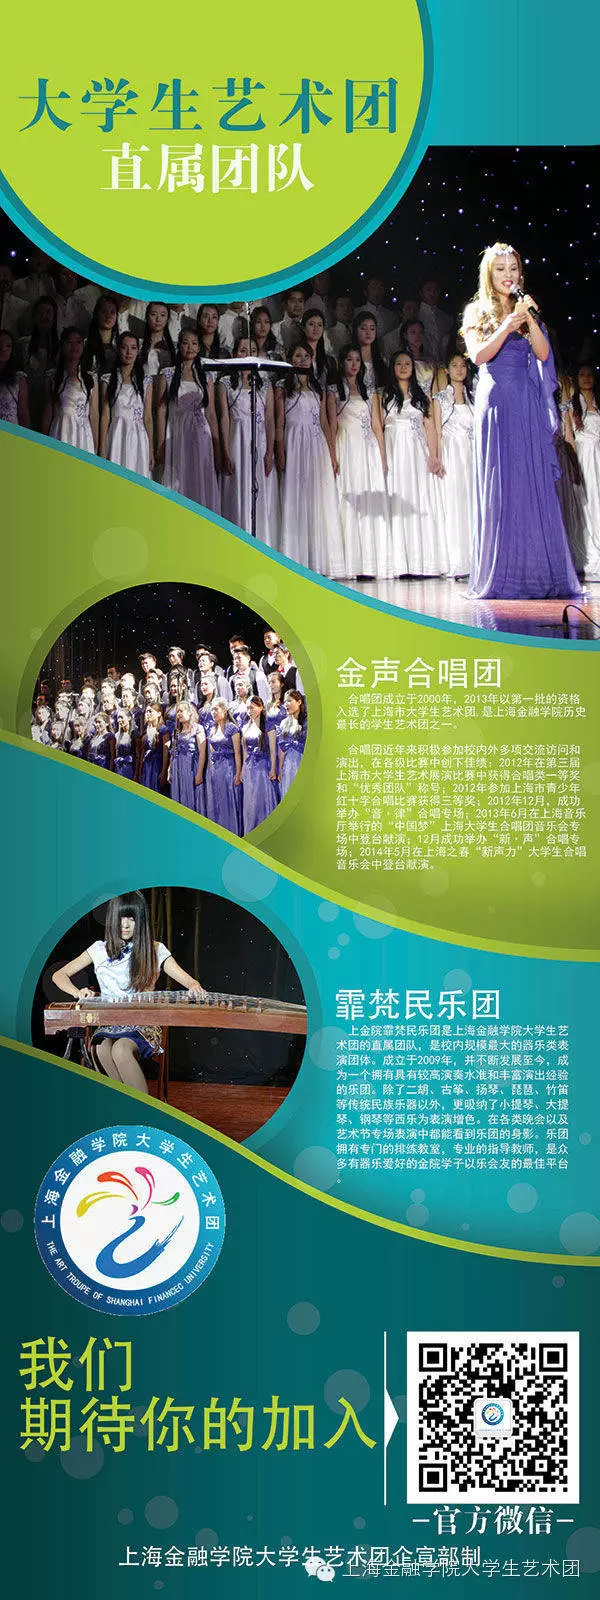 大学生艺术团
直属团队
金声合唱团
合唱团成立于2000年，2013年以第一批的资格
入选了上海市大学生艺术团，是上海金融学院历史
最长的学生艺术团之一。
合唱团近年来积极参加校内外多项交流访问和
演出，在各级比赛中创下佳绩：2012年在第三届
上海市大学生艺术展演比赛中获得合唱类一等奖
和“优秀团队”称号；2012年参加上海市青少年
红十字合唱比赛获得三等奖；2012年12月，成功
举办“音·律”合唱专场；2013年6月在上海音乐
厅举行的“中国梦”上海大学生合唱团音乐会专
场中登台献演；12月成功举办“新·声”合唱专
场；2014年5月在上海之春“新声力”大学生合唱
音乐会中登台献演。
霏梵民乐团
上金院霏梵民乐团是上海金融学院大学生艺
术团的直属团队，是校内规模最大的器乐类表
演团体。成立于2009年，并不断发展至今，成
为一个拥有具有较高演奏水准和丰富演出经验
的乐团。除了二胡、古筝、扬琴、琵琶、竹笛
等传统民族乐器以外，更吸纳了小提琴、大提
琴、钢琴等西乐为表演增色。在各类晚会以及
艺术节专场表演中都能看到乐团的身影。乐团
拥有专门的排练教室，专业的指导教师，是众
多有器乐爱好的金院学子以乐会友的最佳平台
。
上海金融学院大学生艺术团
THE ART TROUPE OF SHANGHAI FINANCEC UNIVERSITY
我们
期待你的加入
-官方微信-
上海金融学院大学生艺术团企宣部制
上海金融学院大学生艺术团